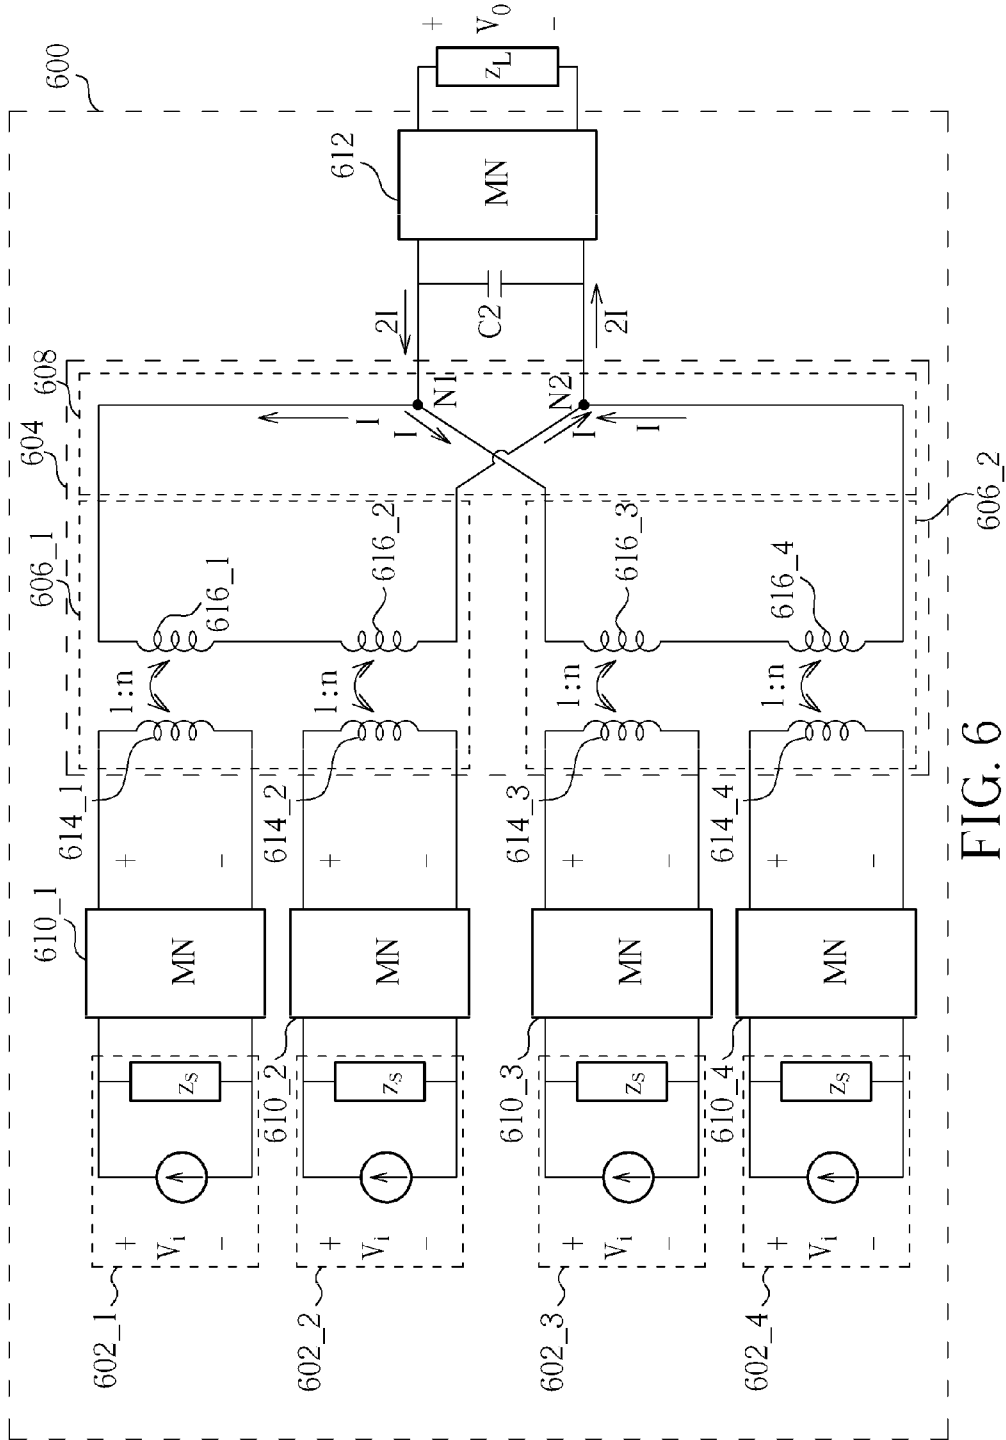 600
604
608
606_1
606_2
602_1
+
Vi
−
zs
610_1
MN
+
−
614_1
1:n
616_1
602_2
+
Vi
−
zs
610_2
MN
+
−
614_2
1:n
616_2
602_3
+
Vi
−
zs
610_3
MN
+
−
614_3
1:n
616_3
602_4
+
Vi
−
zs
610_4
MN
+
−
614_4
1:n
616_4
I
I
N1
I
I
N2
2I
2I
C2
612
MN
zL
+
V0
−
FIG. 6